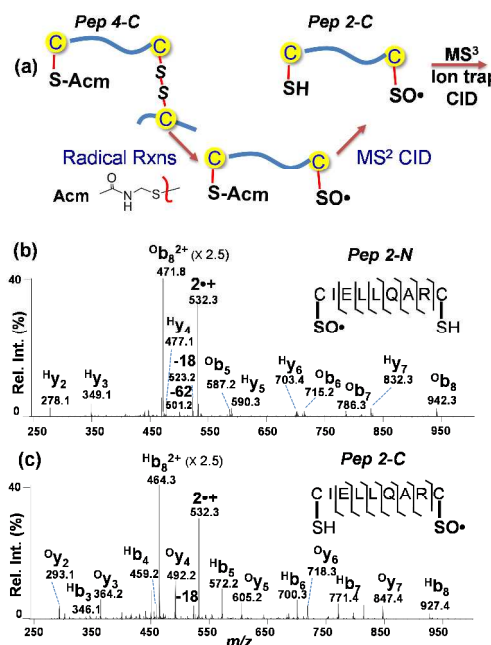 Pep 4-C
Pep 2-C
(a)
C
C
C
C
MS³
S
S-Acm
S
SH
SO•
Ion trap
CID
C
Radical Rxns
C
C
MS² CID
Acm
O
N
H
S
S-Acm
SO•
(b)
ᴼb₈²⁺ (X 2.5)
471.8
Pep 2-N
40
2•+
532.3
CIELLQARC
SO•
SH
ᴴy₄
477.1
Rel. Int. (%)
-18
523.2
-62
501.2
ᴴy₂
278.1
ᴴy₃
349.1
ᴼb₅
587.2
ᴴy₅
590.3
ᴴy₆
703.4
ᴼb₆
715.2
ᴼb₇
786.3
ᴴy₇
832.3
ᴼb₈
942.3
250 350 450 550 650 750 850 950
(c)
ᴴb₈²⁺ (X 2.5)
464.3
Pep 2-C
40
2•+
532.3
CIELLQARC
SH
SO•
Rel. Int. (%)
ᴼy₂
293.1
ᴴb₃
346.1
ᴼy₃
364.2
ᴴb₄
459.2
ᴼy₄
492.2
-18
ᴴb₅
572.2
ᴼy₅
605.2
ᴴb₆
700.3
ᴼy₆
718.3
ᴴb₇
771.4
ᴼy₇
847.4
ᴴb₈
927.4
250 350 450 550 650 750 850 950
m/z